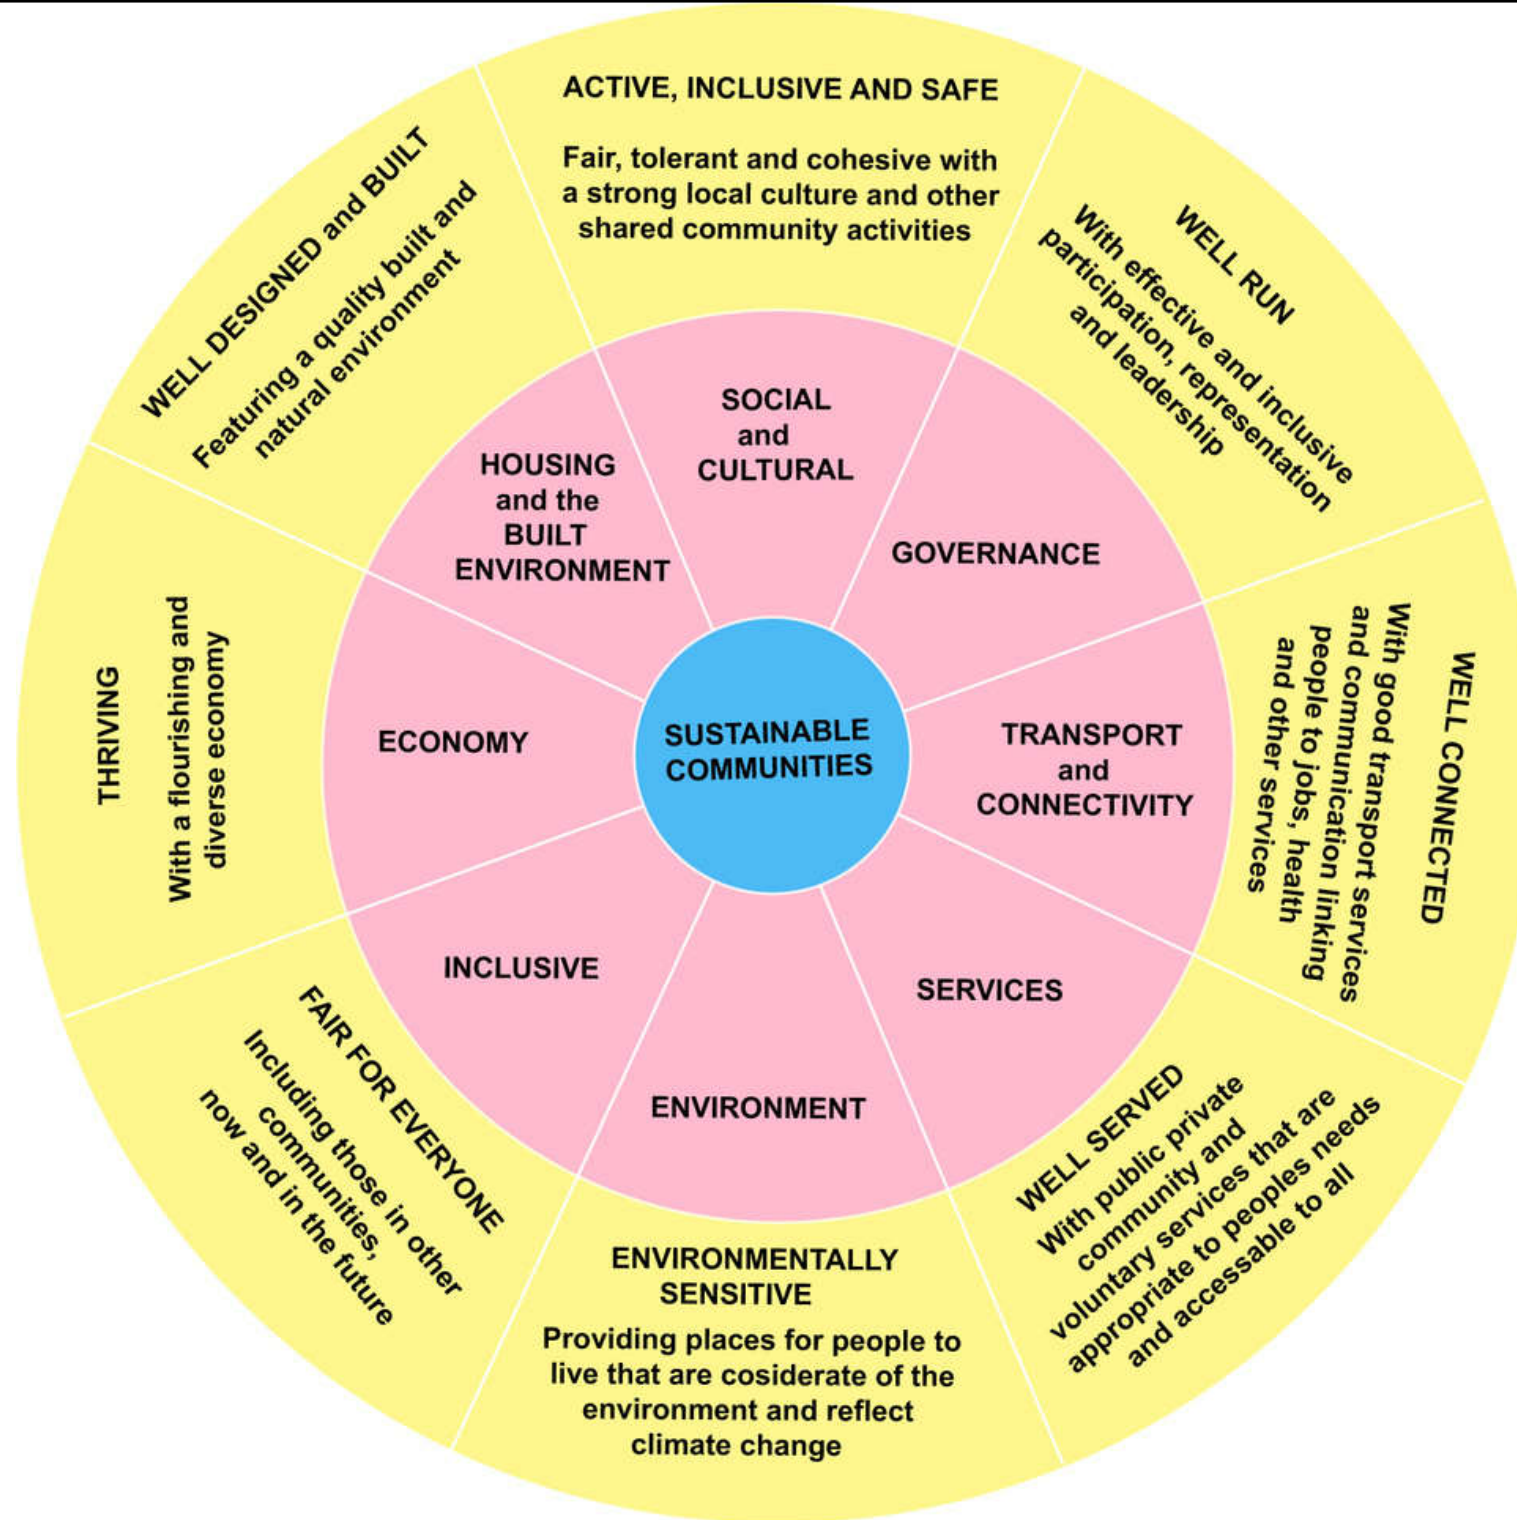 ACTIVE, INCLUSIVE AND SAFE
Fair, tolerant and cohesive with
a strong local culture and other
shared community activities
WELL RUN
With effective and inclusive
participation, representation
and leadership
WELL CONNECTED
With good transport services
and communication linking
people to jobs, health
and other services
WELL SERVED
With public private
community and
voluntary services that are
appropriate to peoples needs
and accessable to all
ENVIRONMENTALLY
SENSITIVE
Providing places for people to
live that are cosiderate of the
environment and reflect
climate change
FAIR FOR EVERYONE
Including those in other
communities,
now and in the future
THRIVING
With a flourishing and
diverse economy
WELL DESIGNED and BUILT
Featuring a quality built and
natural environment
SOCIAL
and
CULTURAL
GOVERNANCE
TRANSPORT
and
CONNECTIVITY
SERVICES
ENVIRONMENT
INCLUSIVE
ECONOMY
HOUSING
and the
BUILT
ENVIRONMENT
SUSTAINABLE
COMMUNITIES